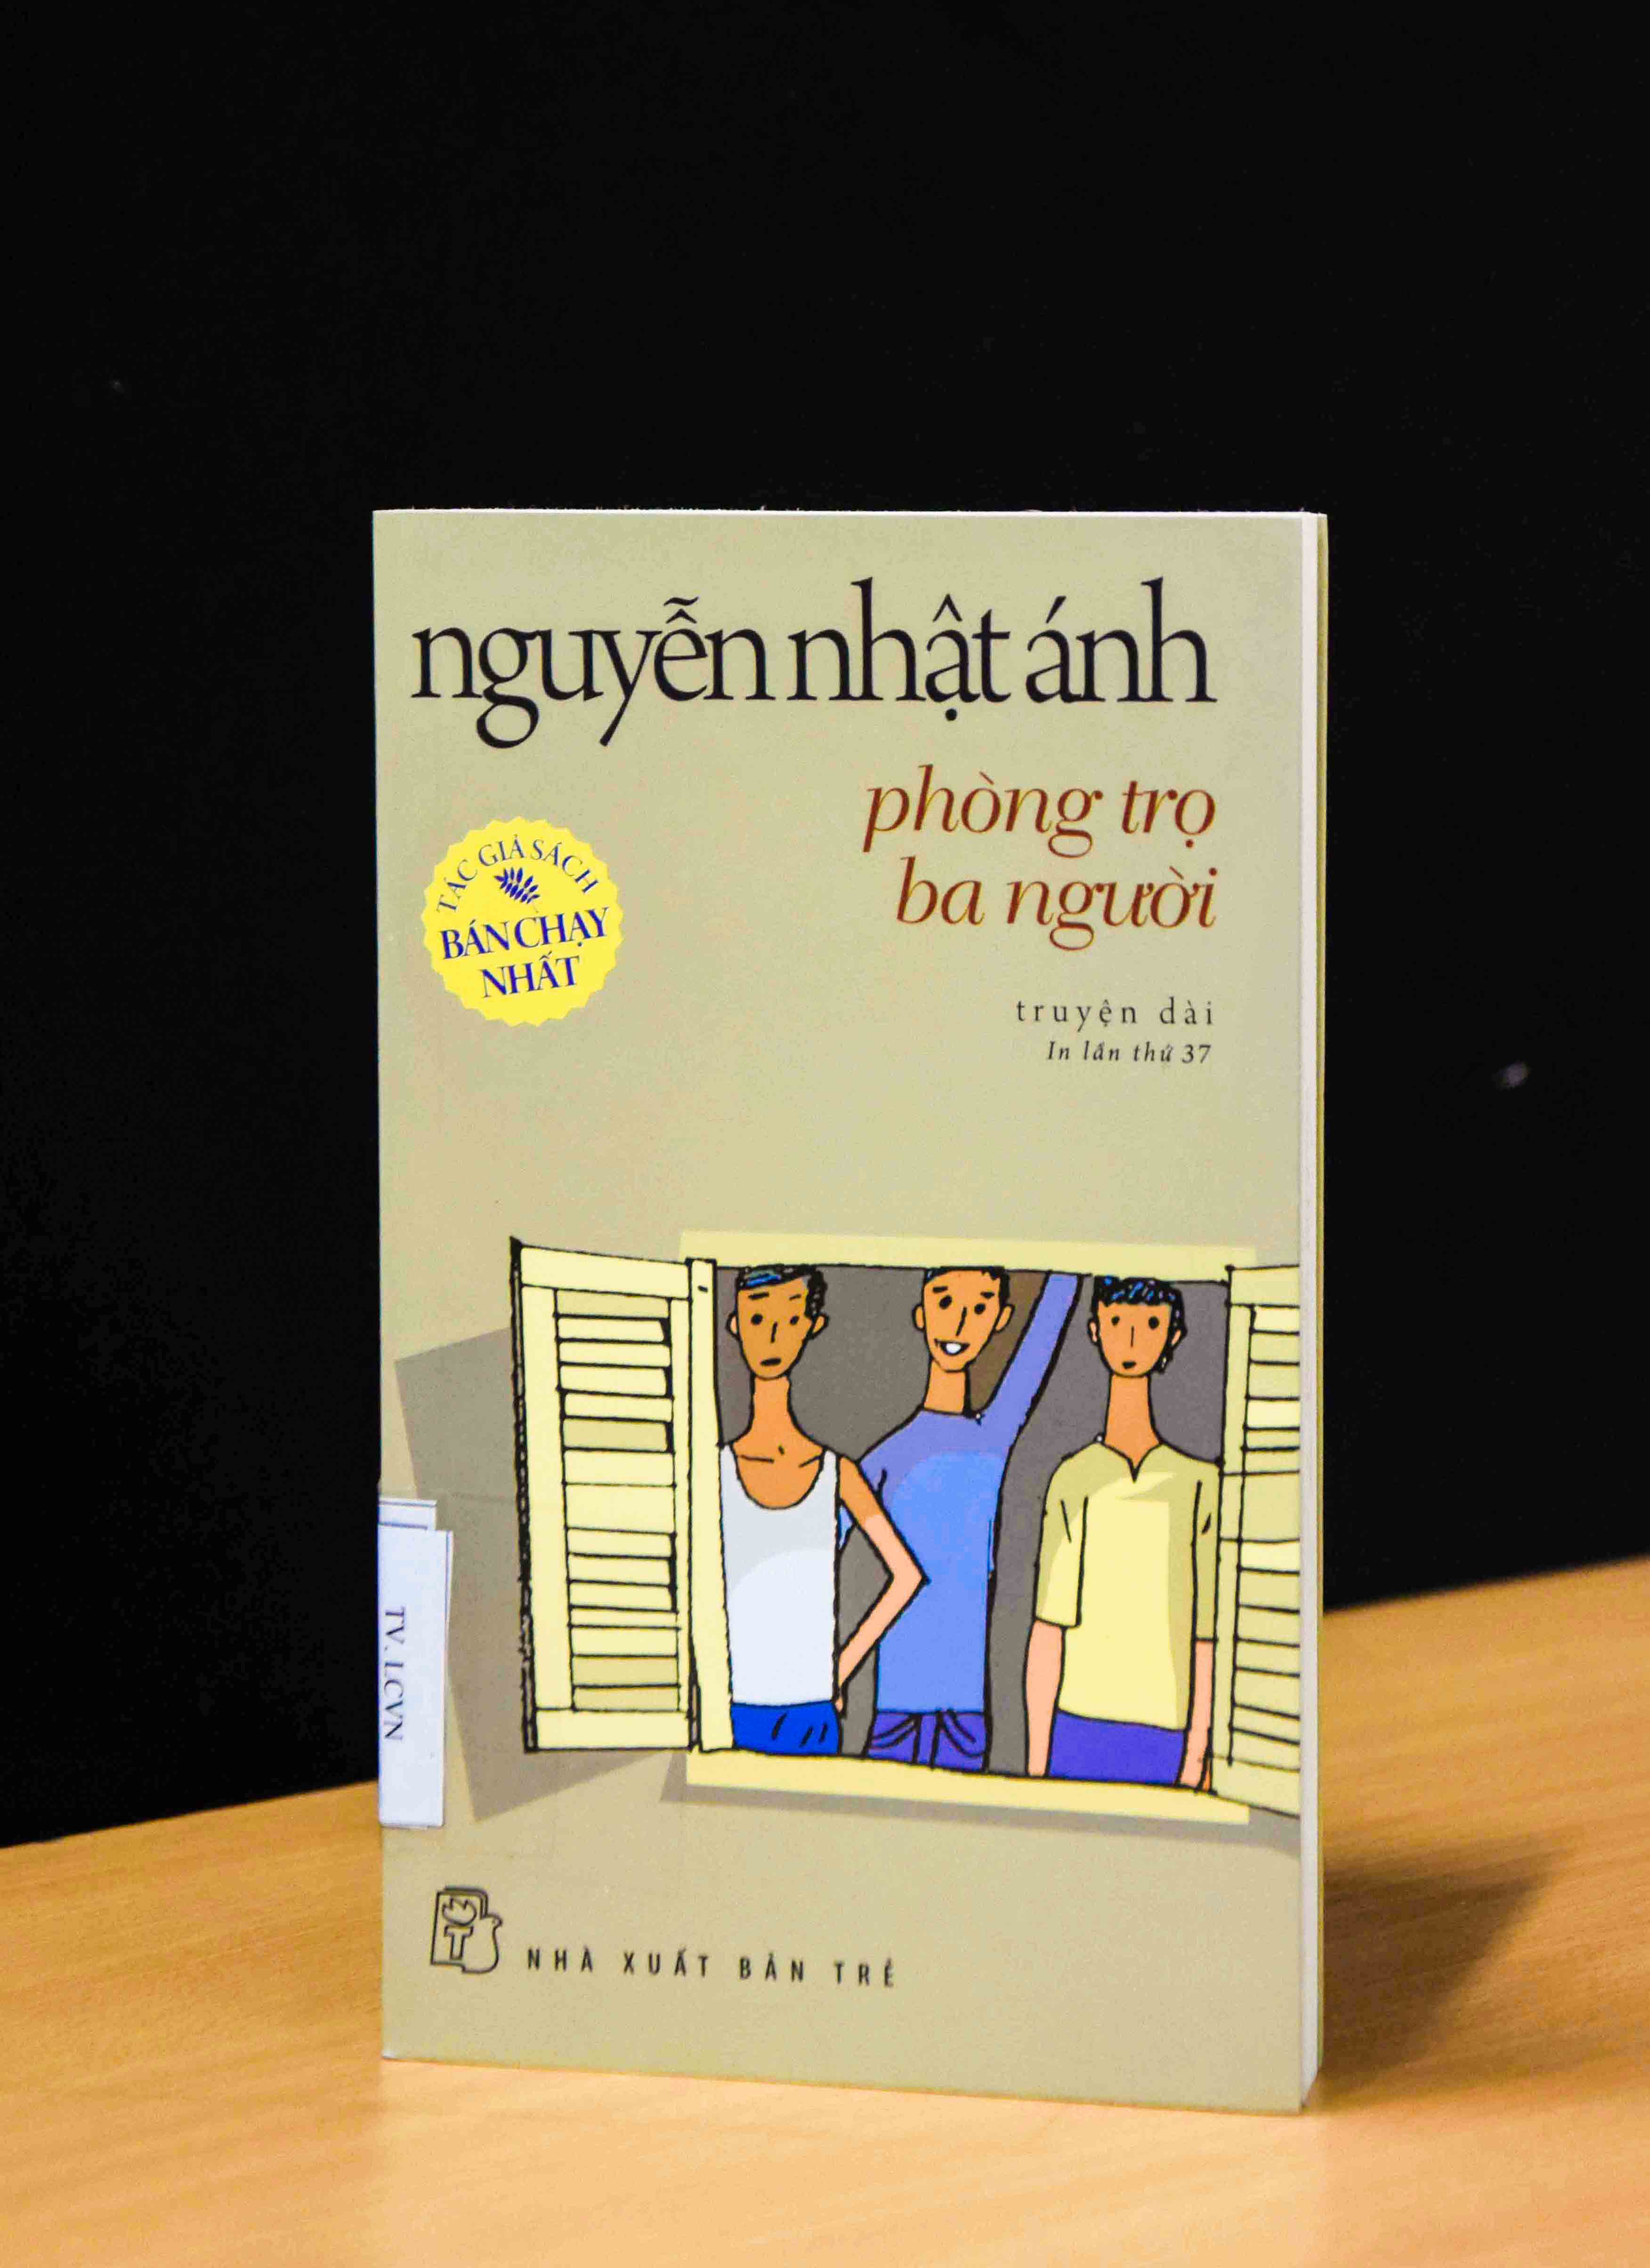 nguyễn nhật ánh
phòng trọ
ba người
TÁC GIẢ SÁCH
BÁN CHẠY
NHẤT
truyện dài
In lần thứ 37
TV. LCVN
NHÀ XUẤT BẢN TRẺ